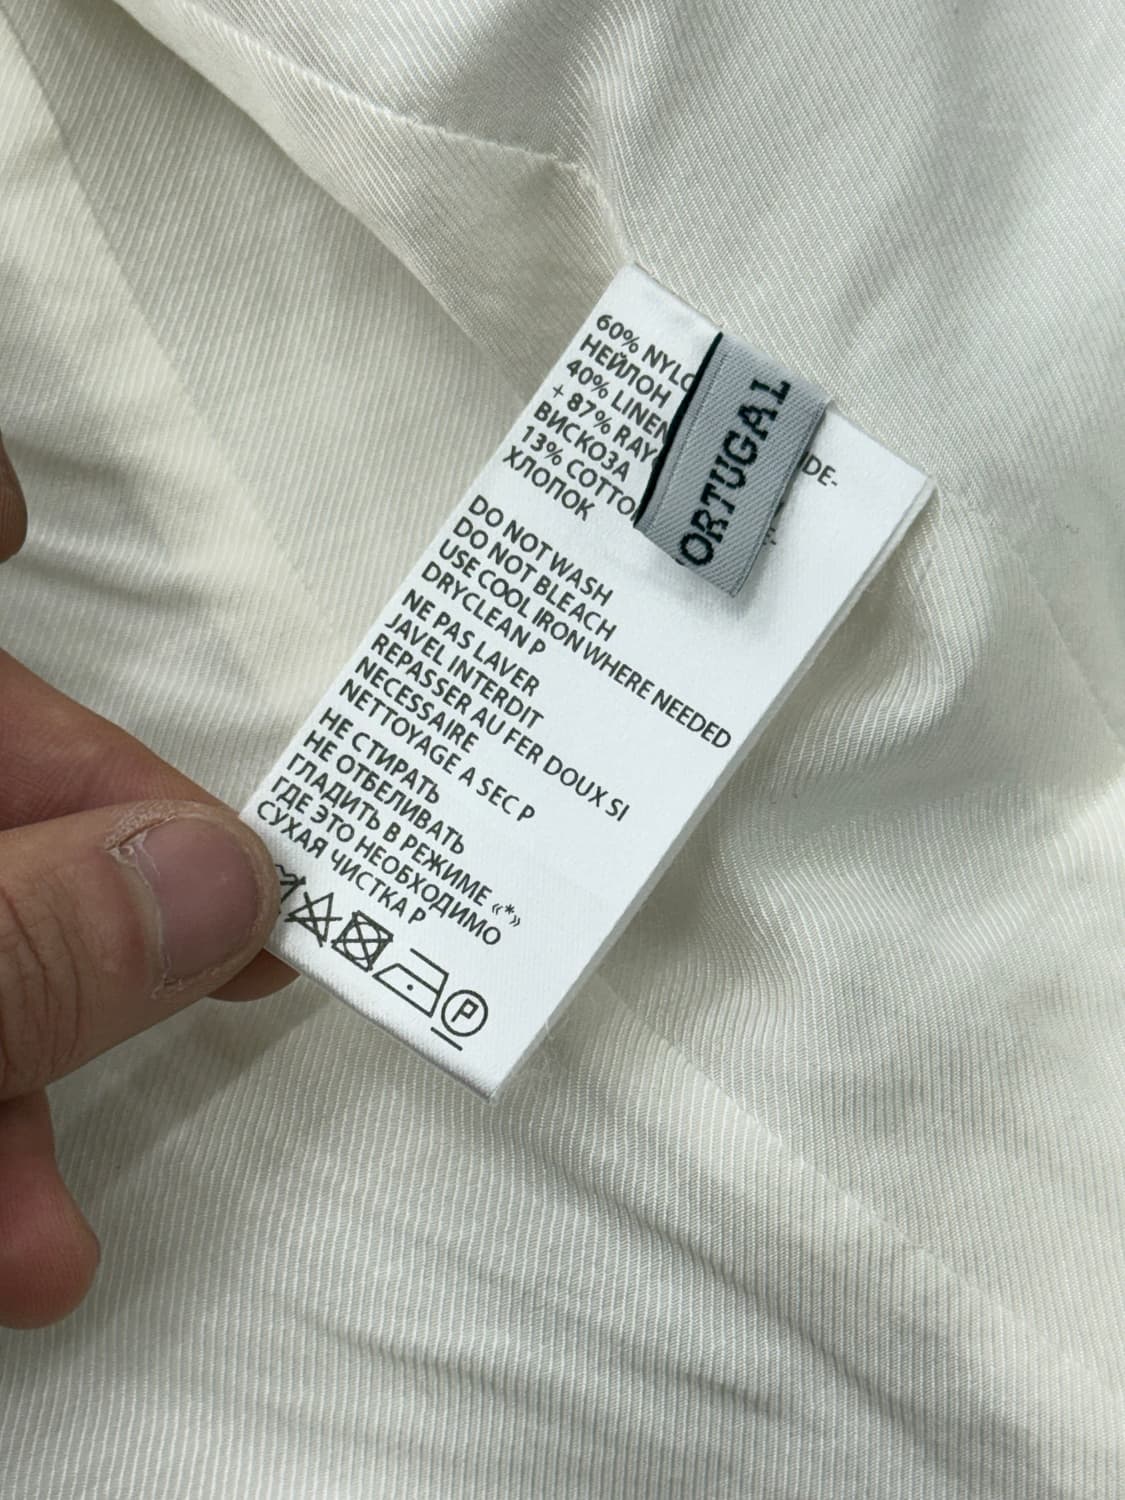 60% NYLO
НЕЙЛОН
40% LINEN
+ 87% RAY
ВИСКОЗА
13% COTTO
ХЛОПОК
DE-
ORTUGAL
DO NOT WASH
DO NOT BLEACH
USE COOL IRON WHERE NEEDED
DRYCLEAN P
NE PAS LAVER
JAVEL INTERDIT
REPASSER AU FER DOUX SI
NECESSAIRE
NETTOYAGE A SEC P
НЕ СТИРАТЬ
НЕ ОТБЕЛИВАТЬ
ГЛАДИТЬ В РЕЖИМЕ «*»
ГДЕ ЭТО НЕОБХОДИМО
СУХАЯ ЧИСТКА P
P